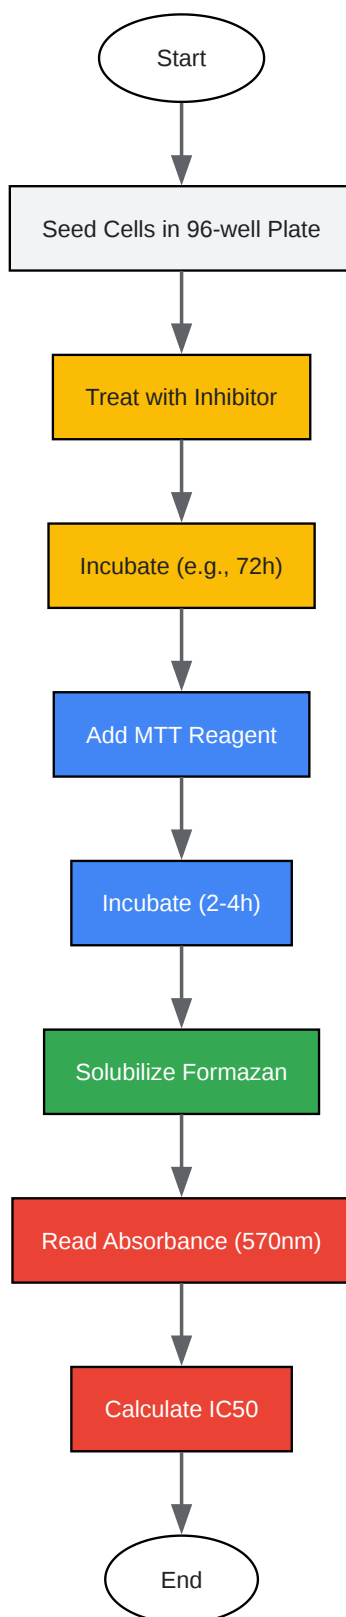 Start
Seed Cells in 96-well Plate
Treat with Inhibitor
Incubate (e.g., 72h)
Add MTT Reagent
Incubate (2-4h)
Solubilize Formazan
Read Absorbance (570nm)
Calculate IC50
End